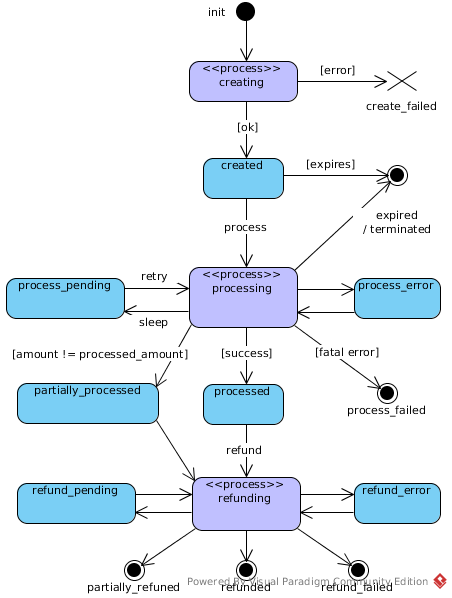 init
<<process>>
creating
[error]
create_failed
[ok]
created
[expires]
process
expired
/ terminated
<<process>>
processing
process_pending
retry
sleep
process_error
[amount != processed_amount]
[success]
[fatal error]
partially_processed
processed
process_failed
refund
<<process>>
refunding
refund_pending
refund_error
partially_refuned
refunded
refund_failed
Powered By Visual Paradigm Community Edition